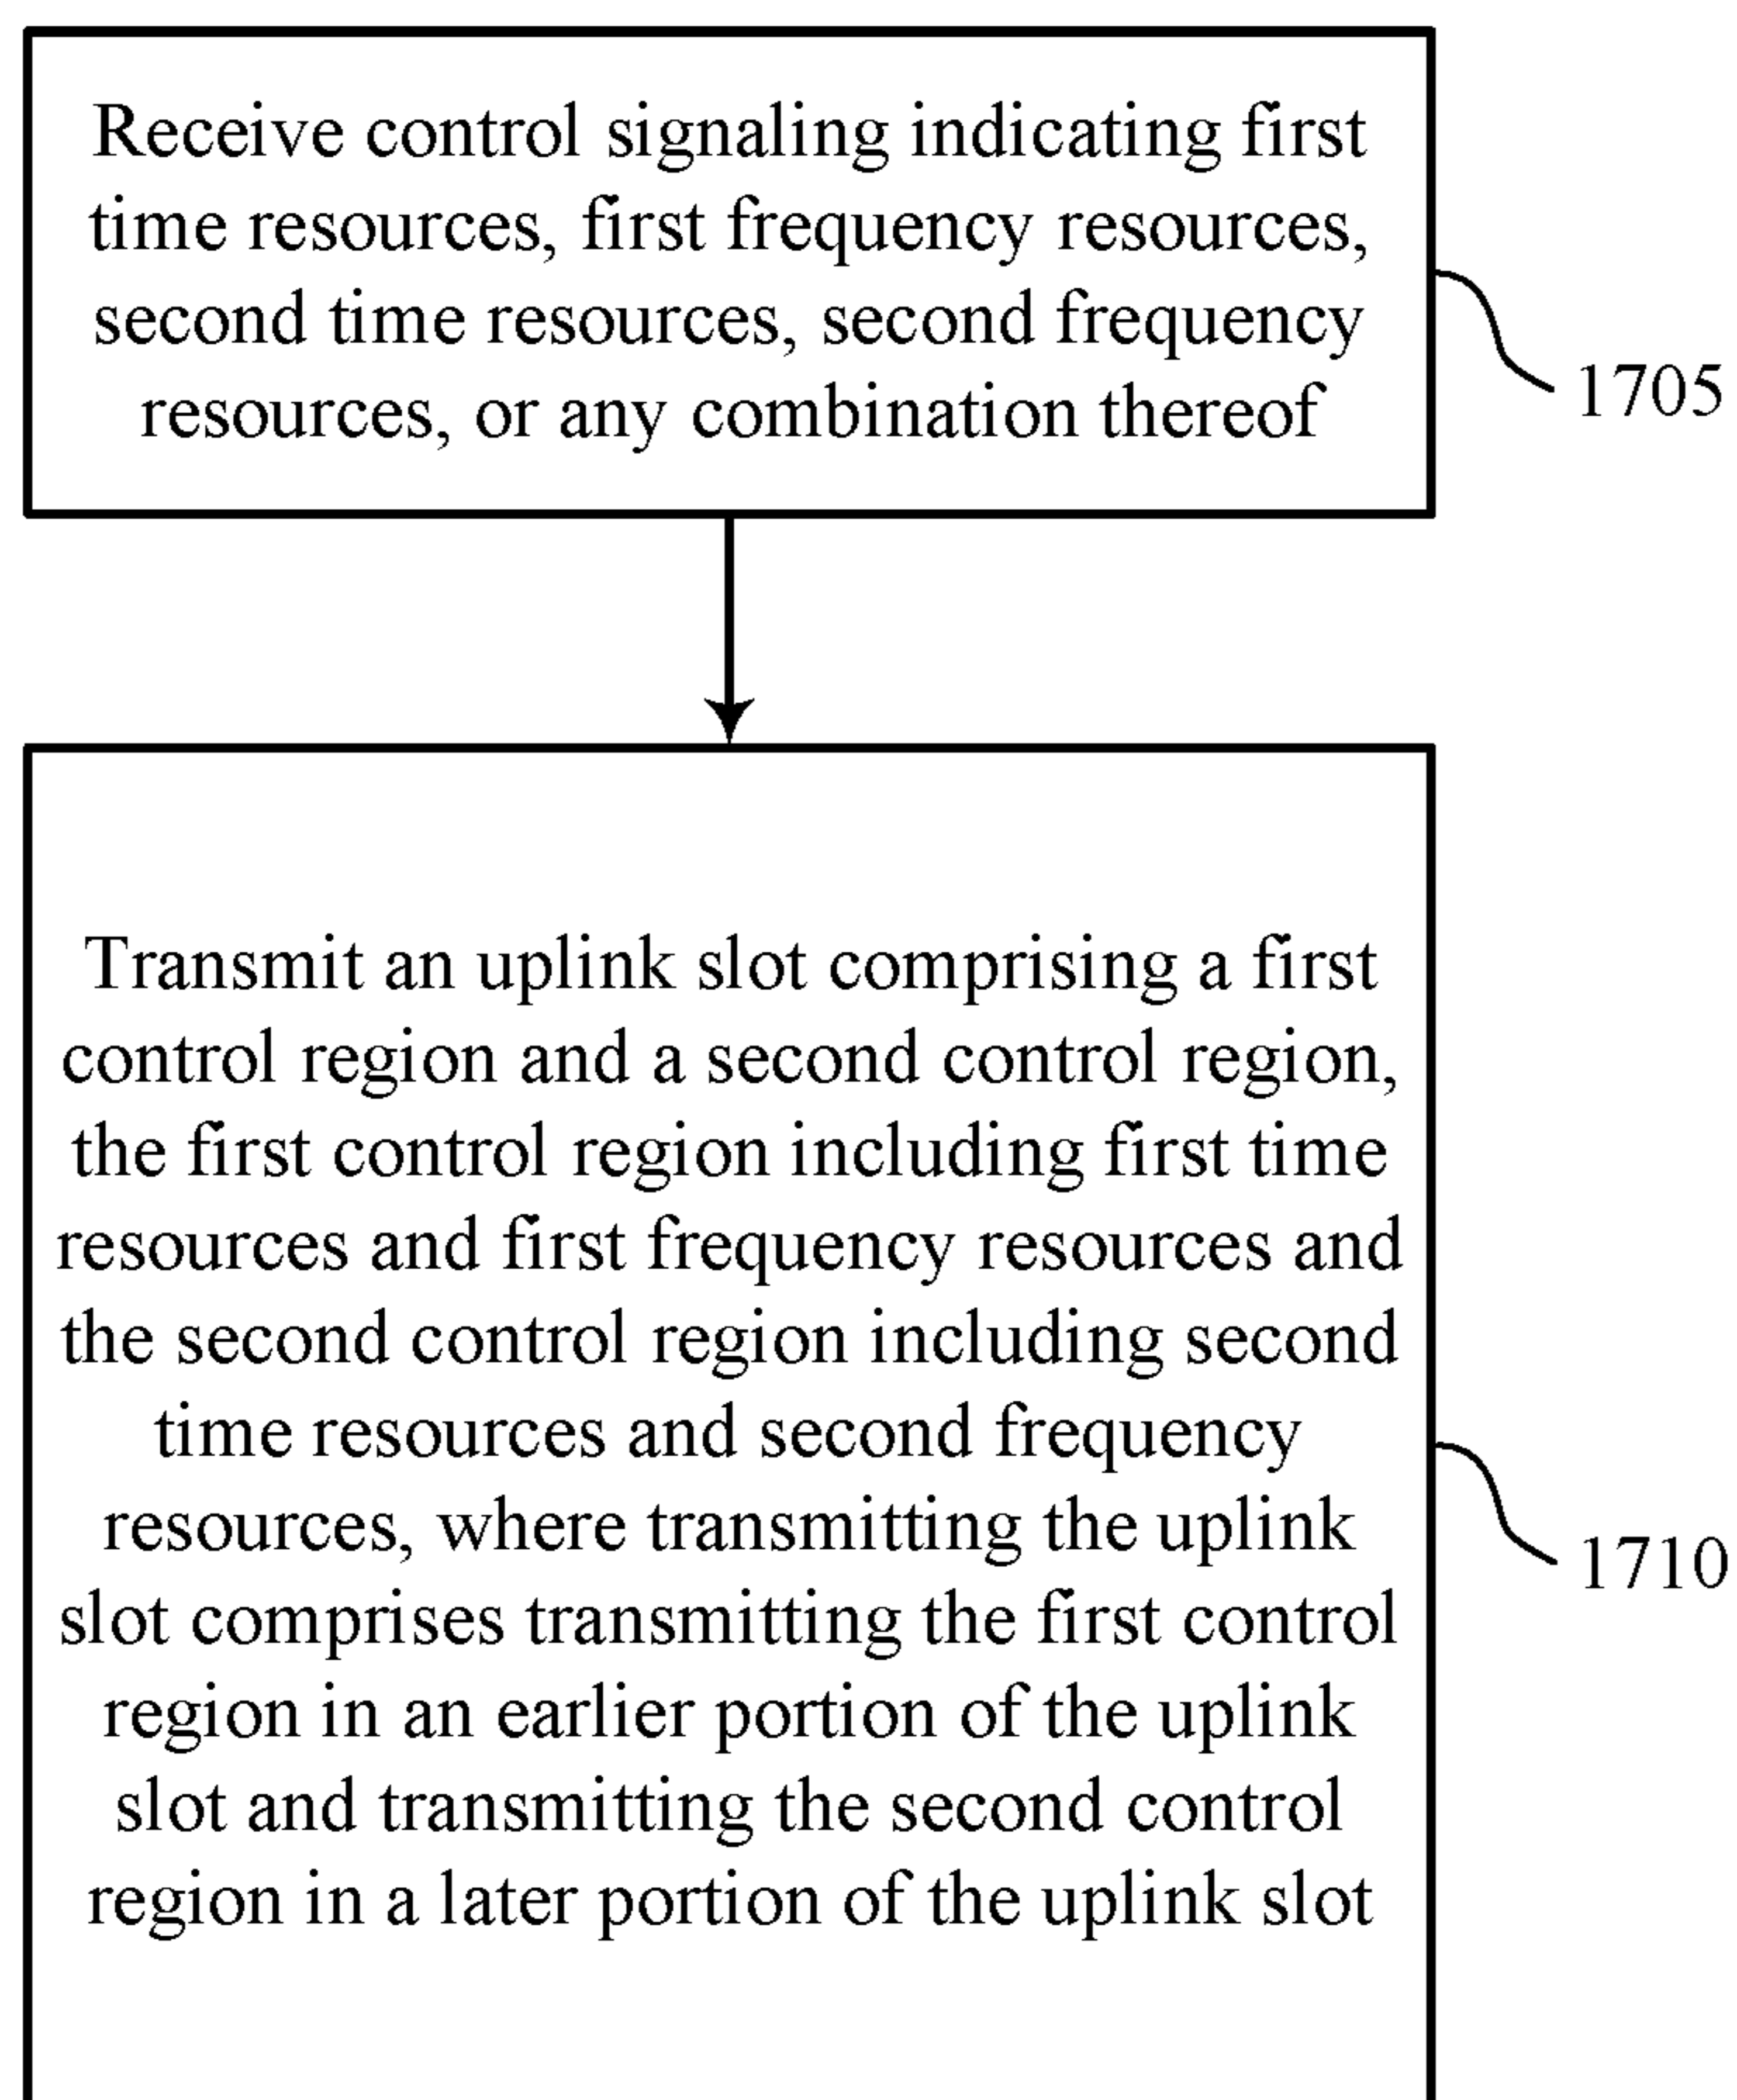 Receive control signaling indicating first
time resources, first frequency resources,
second time resources, second frequency
resources, or any combination thereof
1705
Transmit an uplink slot comprising a first
control region and a second control region,
the first control region including first time
resources and first frequency resources and
the second control region including second
time resources and second frequency
resources, where transmitting the uplink
slot comprises transmitting the first control
region in an earlier portion of the uplink
slot and transmitting the second control
region in a later portion of the uplink slot
1710